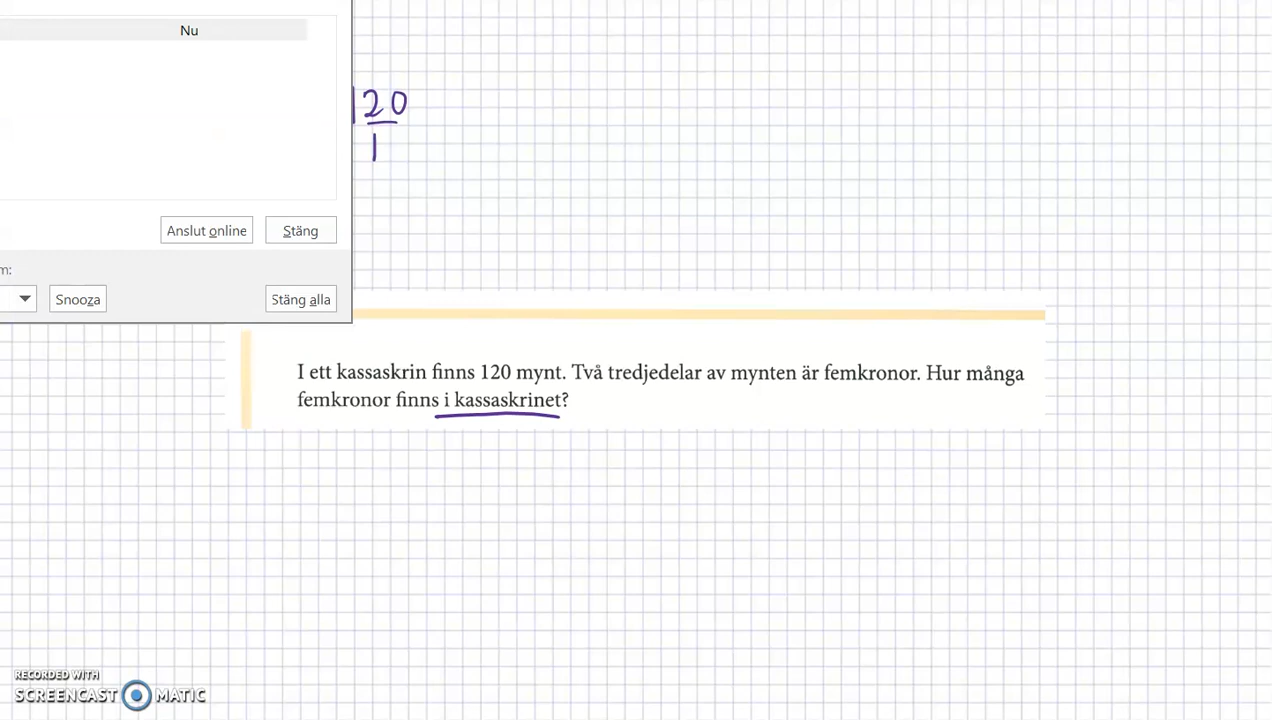 Nu
120
1
Anslut online
Stäng
m:
Snooza
Stäng alla
I ett kassaskrin finns 120 mynt. Två tredjedelar av mynten är femkronor. Hur många
femkronor finns i kassaskrinet?
RECORDED WITH
SCREENCAST MATIC